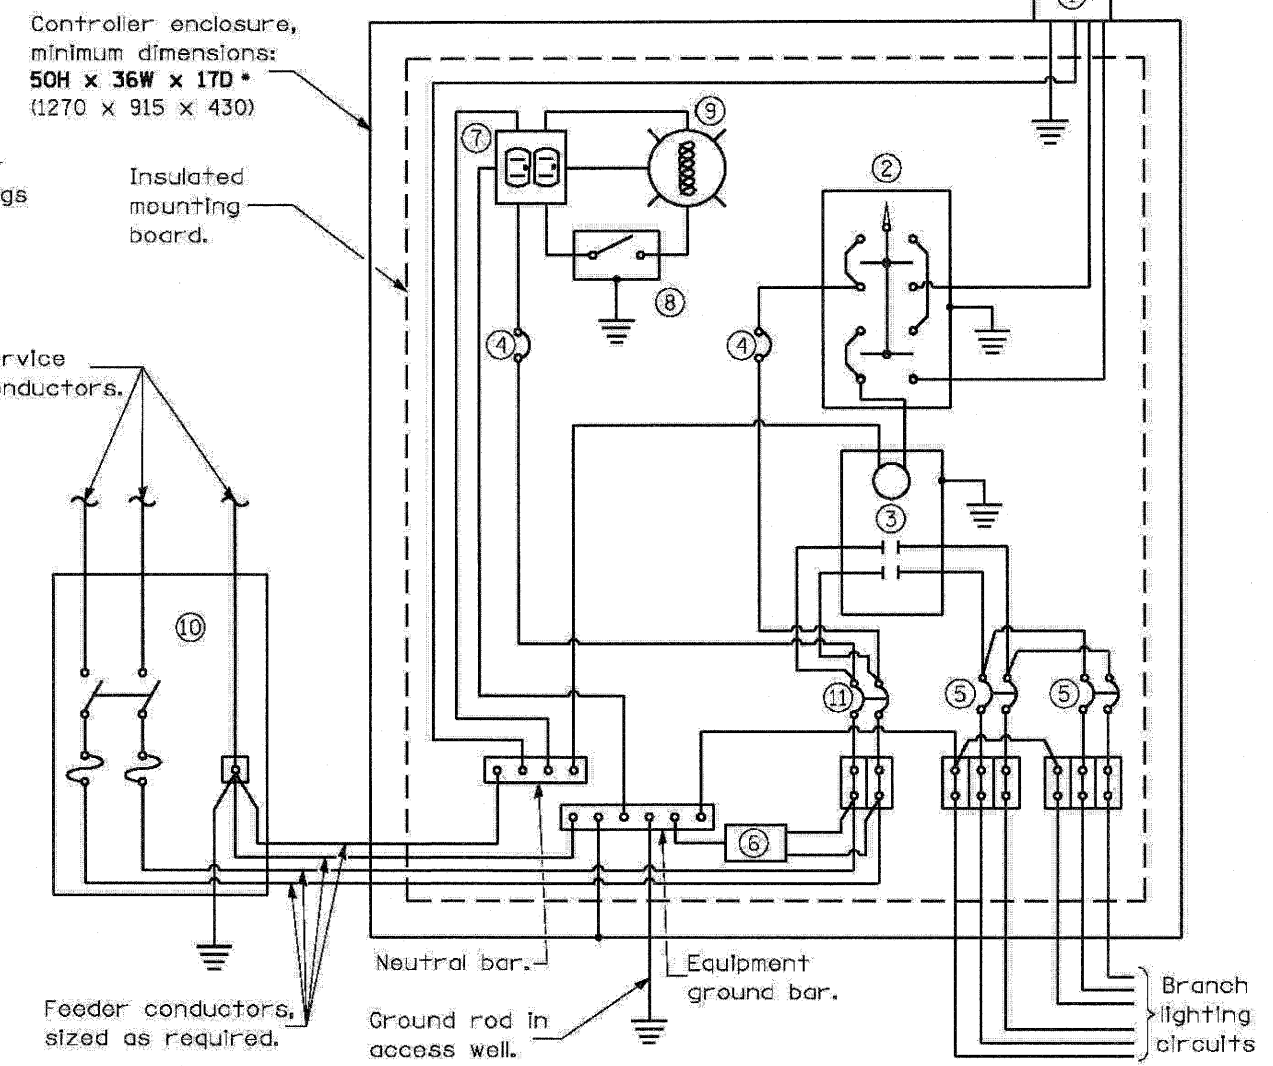 Controller enclosure,
minimum dimensions:
50H x 36W x 17D *
(1270 x 915 x 430)
gs
Insulated
mounting
board.
rvice
nductors.
1
2
3
4
4
5
5
6
7
8
9
10
11
Neutral bar.
Equipment
ground bar.
Feeder conductors,
sized as required.
Ground rod in
access well.
Branch
lighting
circuits